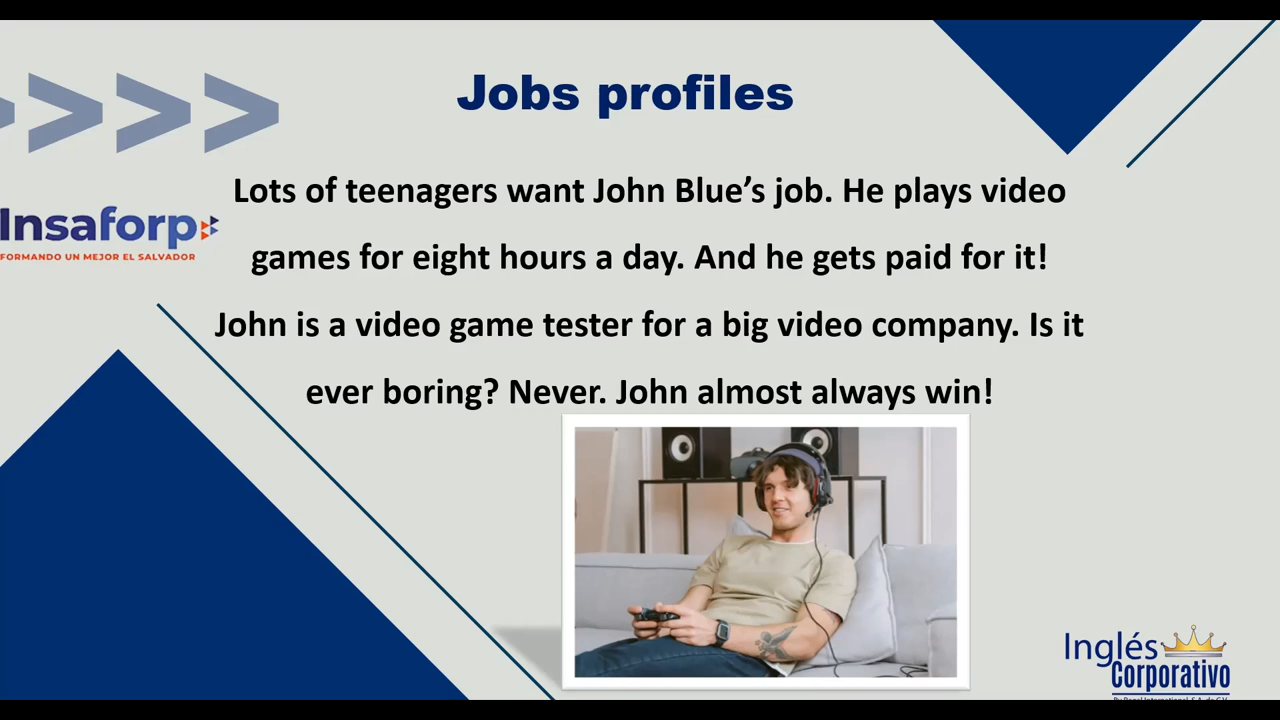 Jobs profiles
Lots of teenagers want John Blue’s job. He plays video
games for eight hours a day. And he gets paid for it!
John is a video game tester for a big video company. Is it
ever boring? Never. John almost always win!
Insaforp
FORMANDO UN MEJOR EL SALVADOR
Inglés
Corporativo